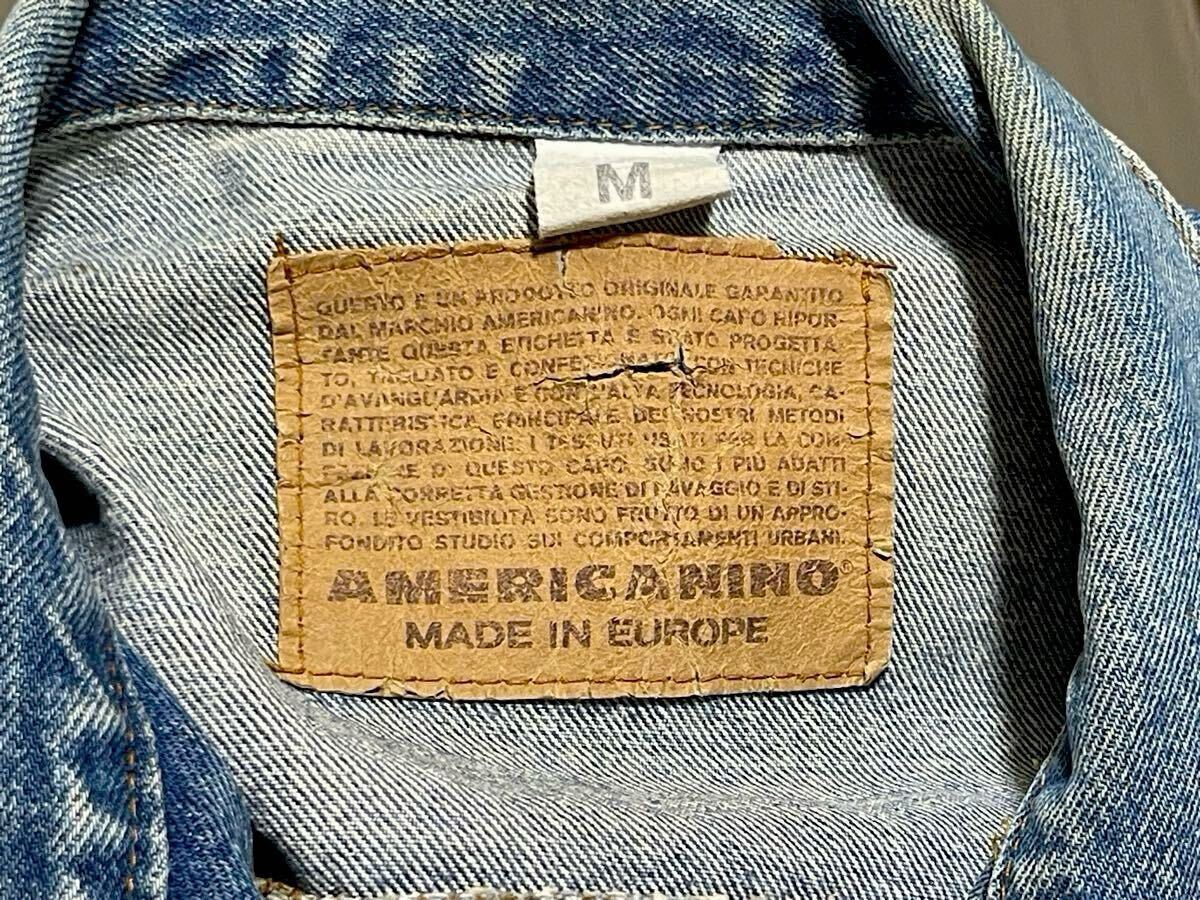 M
QUESTO E UN PRODOTTO ORIGINALE GARANTITO
DAL MARCHIO AMERICANINO. OGNI CAPO RIPOR-
TANTE QUESTA ETICHETTA E STATO PROGETTA-
TO, TAGLIATO E CONFEZIONATO CON TECNICHE
D'AVANGUARDIA E CON L'ALTA TECNOLOGIA, CA-
RATTERISTICA PRINCIPALE DEI NOSTRI METODI
DI LAVORAZIONE. I TESSUTI USATI PER LA CON-
FEZIONE DI QUESTO CAPO, SONO I PIU ADATTI
ALLA CORRETTA GESTIONE DI LAVAGGIO E DI STI-
RO. LE VESTIBILITÀ SONO FRUTTO DI UN APPRO-
FONDITO STUDIO SUI COMPORTAMENTI URBANI.
AMERICANINO®
MADE IN EUROPE